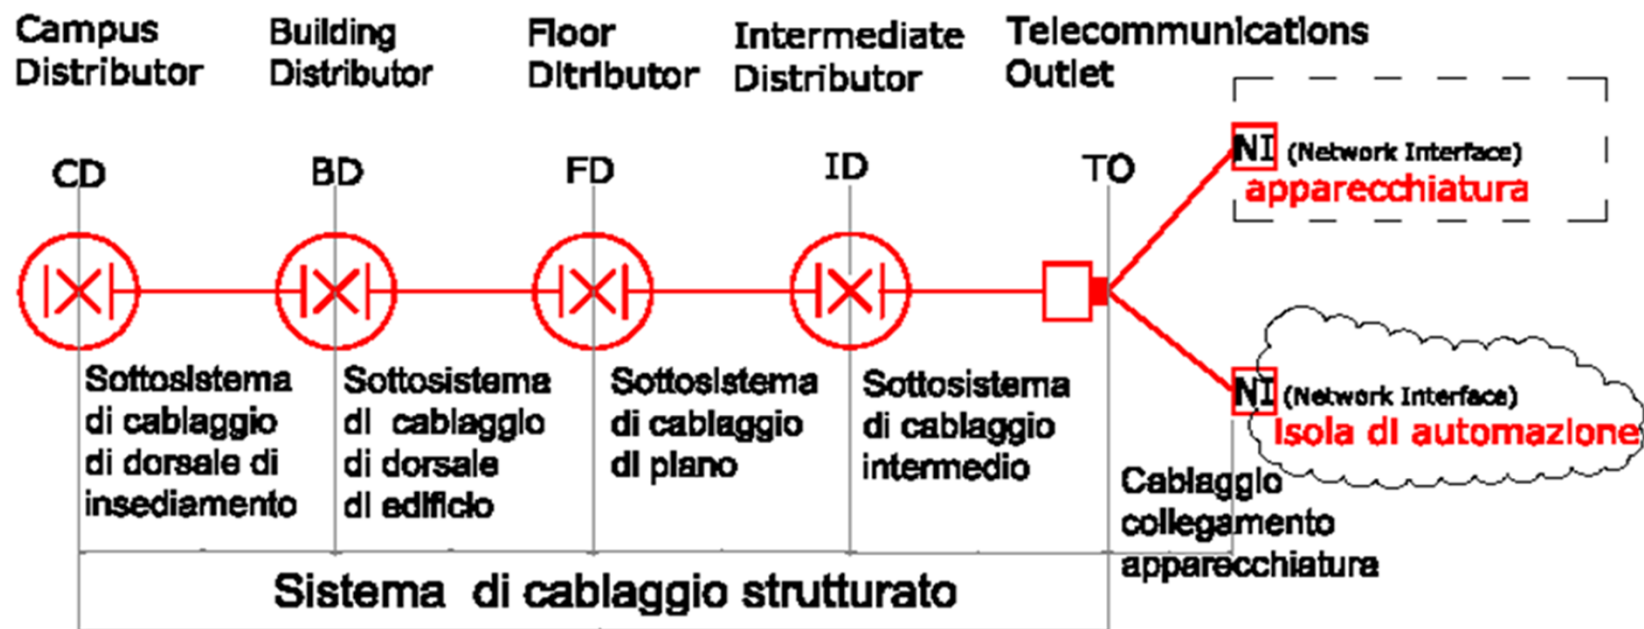 Campus
Distributor
Building
Distributor
Floor
Ditributor
Intermediate
Distributor
Telecommunications
Outlet
CD
BD
FD
ID
TO
NI (Network Interface)
apparecchiatura
NI (Network Interface)
Isola di automazione
Sottosistema
di cablaggio
di dorsale di
insediamento
Sottosistema
di cablaggio
di dorsale
di edificio
Sottosistema
di cablaggio
di piano
Sottosistema
di cablaggio
intermedio
Cablaggio
collegamento
apparecchiatura
Sistema di cablaggio strutturato